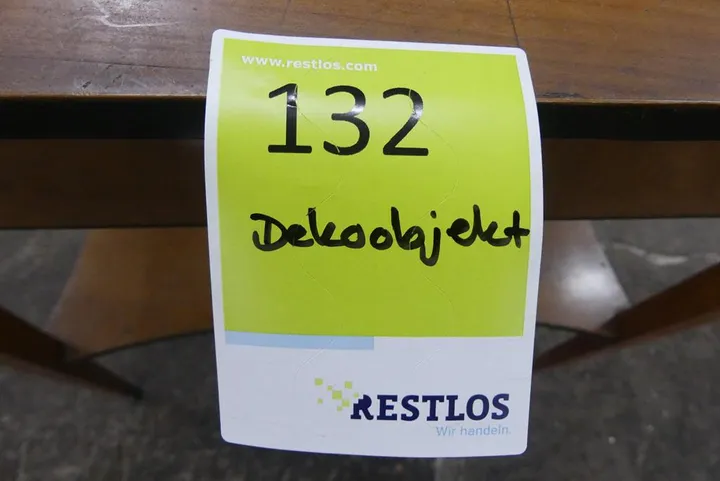 www.restlos.com
132
Dekoobjekt
RESTLOS
Wir handeln.